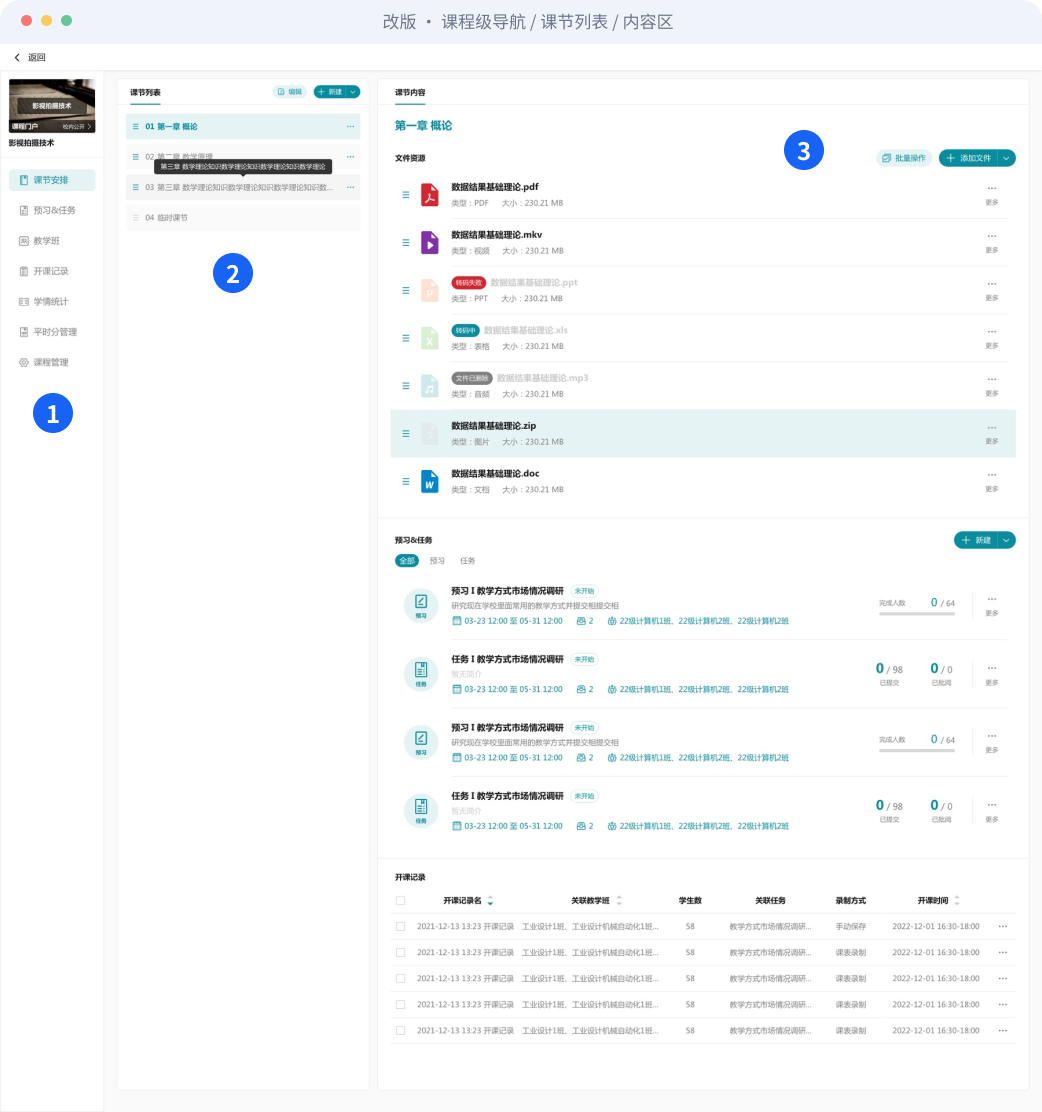 改版 • 课程级导航 / 课节列表 / 内容区
返回
影视拍摄技术
课程门户 校内公开
影视拍摄技术
课节安排
预习&任务
教学班
开课记录
学情统计
平时分管理
课程管理
1
课节列表 编辑 新建
01 第一章 概论
02 第二章 教学原理
第三章 数学理论知识数学理论知识数学理论知识数学理论
03 第三章 数学理论知识数学理论知识数学理论知识数...
04 临时课节
2
课节内容
第一章 概论
3
文件资源 批量操作 添加文件
数据结果基础理论.pdf
类型：PDF 大小：230.21 MB 更多
数据结果基础理论.mkv
类型：视频 大小：230.21 MB 更多
转码失败 数据结果基础理论.ppt
类型：PPT 大小：230.21 MB 更多
转码中 数据结果基础理论.xls
类型：表格 大小：230.21 MB 更多
文件已删除 数据结果基础理论.mp3
类型：音频 大小：230.21 MB 更多
数据结果基础理论.zip
类型：图片 大小：230.21 MB 更多
数据结果基础理论.doc
类型：文档 大小：230.21 MB 更多
预习&任务 新建
全部 预习 任务
预习 I 教学方式市场情况调研 未开始
研究现在学校里面常用的教学方式并提交相提交相
03-23 12:00 至 05-31 12:00 2 22级计算机1班、22级计算机2班、22级计算机2班
预习
完成人数 0 / 64 更多
任务 I 教学方式市场情况调研 未开始
暂无简介
03-23 12:00 至 05-31 12:00 2 22级计算机1班、22级计算机2班、22级计算机2班
任务
0 / 98 0 / 0
已提交 已批阅 更多
预习 I 教学方式市场情况调研 未开始
研究现在学校里面常用的教学方式并提交相提交相
03-23 12:00 至 05-31 12:00 2 22级计算机1班、22级计算机2班、22级计算机2班
预习
完成人数 0 / 64 更多
任务 I 教学方式市场情况调研 未开始
暂无简介
03-23 12:00 至 05-31 12:00 2 22级计算机1班、22级计算机2班、22级计算机2班
任务
0 / 98 0 / 0
已提交 已批阅 更多
开课记录
开课记录名 关联教学班 学生数 关联任务 录制方式 开课时间
2021-12-13 13:23 开课记录 工业设计1班、工业设计机械自动化1班... 58 教学方式市场情况调研... 手动保存 2022-12-01 16:30-18:00
2021-12-13 13:23 开课记录 工业设计1班、工业设计机械自动化1班... 58 教学方式市场情况调研... 课表录制 2022-12-01 16:30-18:00
2021-12-13 13:23 开课记录 工业设计1班、工业设计机械自动化1班... 58 教学方式市场情况调研... 课表录制 2022-12-01 16:30-18:00
2021-12-13 13:23 开课记录 工业设计1班、工业设计机械自动化1班... 58 教学方式市场情况调研... 课表录制 2022-12-01 16:30-18:00
2021-12-13 13:23 开课记录 工业设计1班、工业设计机械自动化1班... 58 教学方式市场情况调研... 课表录制 2022-12-01 16:30-18:00